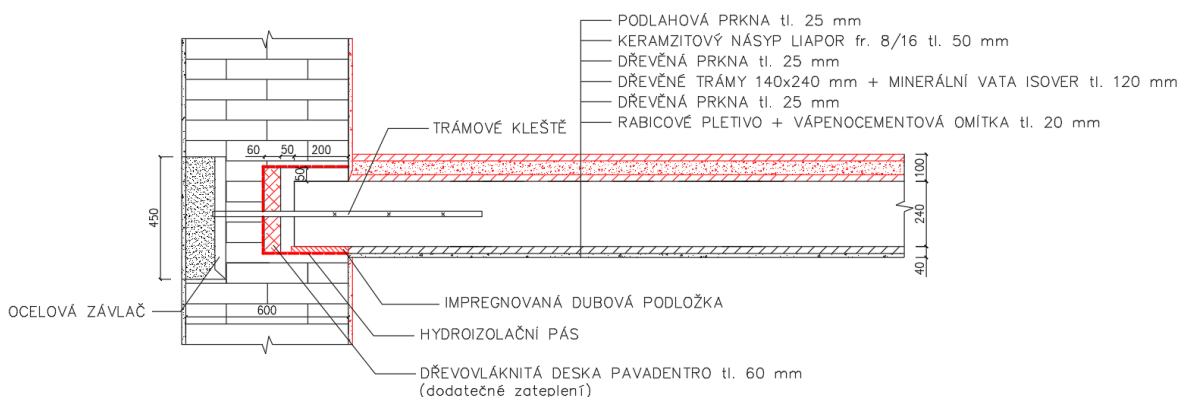 PODLAHOVÁ PRKNA tl. 25 mm
KERAMZITOVÝ NÁSYP LIAPOR fr. 8/16 tl. 50 mm
DŘEVĚNÁ PRKNA tl. 25 mm
DŘEVĚNÉ TRÁMY 140x240 mm + MINERÁLNÍ VATA ISOVER tl. 120 mm
DŘEVĚNÁ PRKNA tl. 25 mm
RABICOVÉ PLETIVO + VÁPENOCEMENTOVÁ OMÍTKA tl. 20 mm
TRÁMOVÉ KLEŠTĚ
60 50 200
50
100
450
240
40
IMPREGNOVANÁ DUBOVÁ PODLOŽKA
OCELOVÁ ZÁVLAČ
600
HYDROIZOLAČNÍ PÁS
DŘEVOVLÁKNITÁ DESKA PAVADENTRO tl. 60 mm
(dodatečné zateplení)